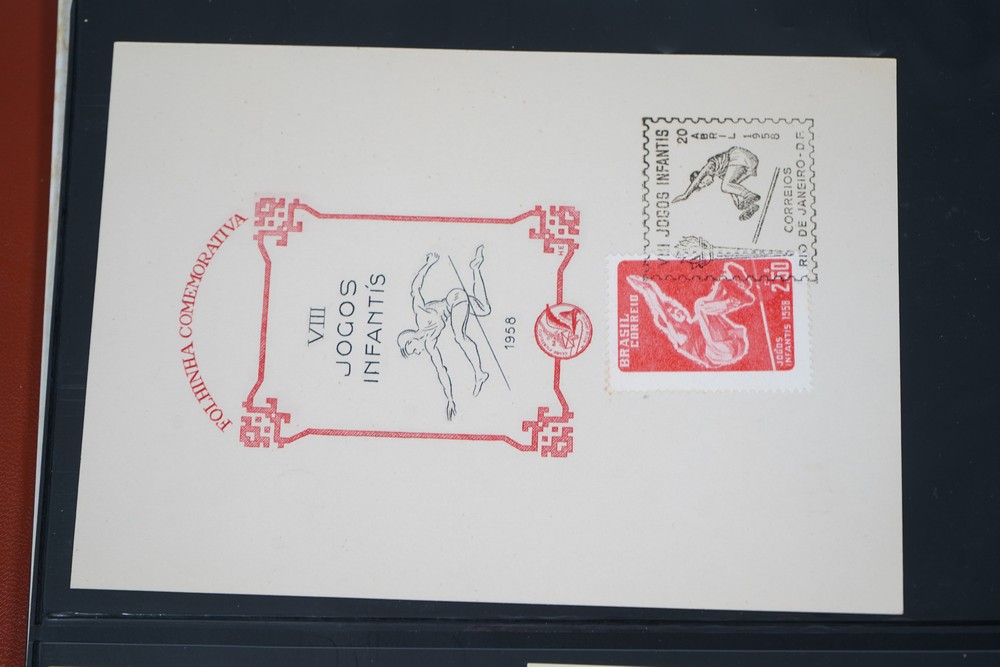 FOLHINHA COMEMORATIVA
VIII
JOGOS
INFANTÍS
1958
VIII JOGOS INFANTIS
20
ABRIL 1958
CORREIOS
RIO DE JANEIRO-D.F.
BRASIL
CORREIO
2,50
JOGOS
INFANTIS 1958